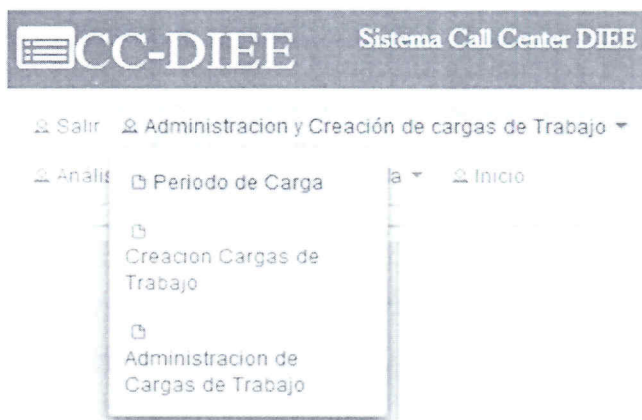 CC-DIEE
Sistema Call Center DIEE
Salir Administracion y Creación de cargas de Trabajo
Inicio
Periodo de Carga
Creacion Cargas de
Trabajo
Administracion de
Cargas de Trabajo